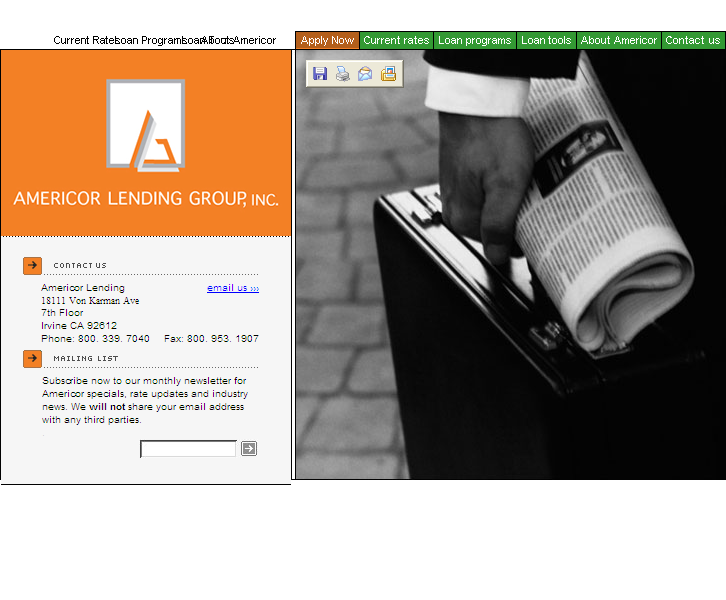 Current Rates Loan Programs Loan Tools About Americor
Apply Now Current rates Loan programs Loan tools About Americor Contact us
AMERICOR LENDING GROUP, INC.
CONTACT US
Americor Lending email us ›››
18111 Von Karman Ave
7th Floor
Irvine CA 92612
Phone: 800. 339. 7040 Fax: 800. 953. 1907
MAILING LIST
Subscribe now to our monthly newsletter for
Americor specials, rate updates and industry
news. We will not share your email address
with any third parties.